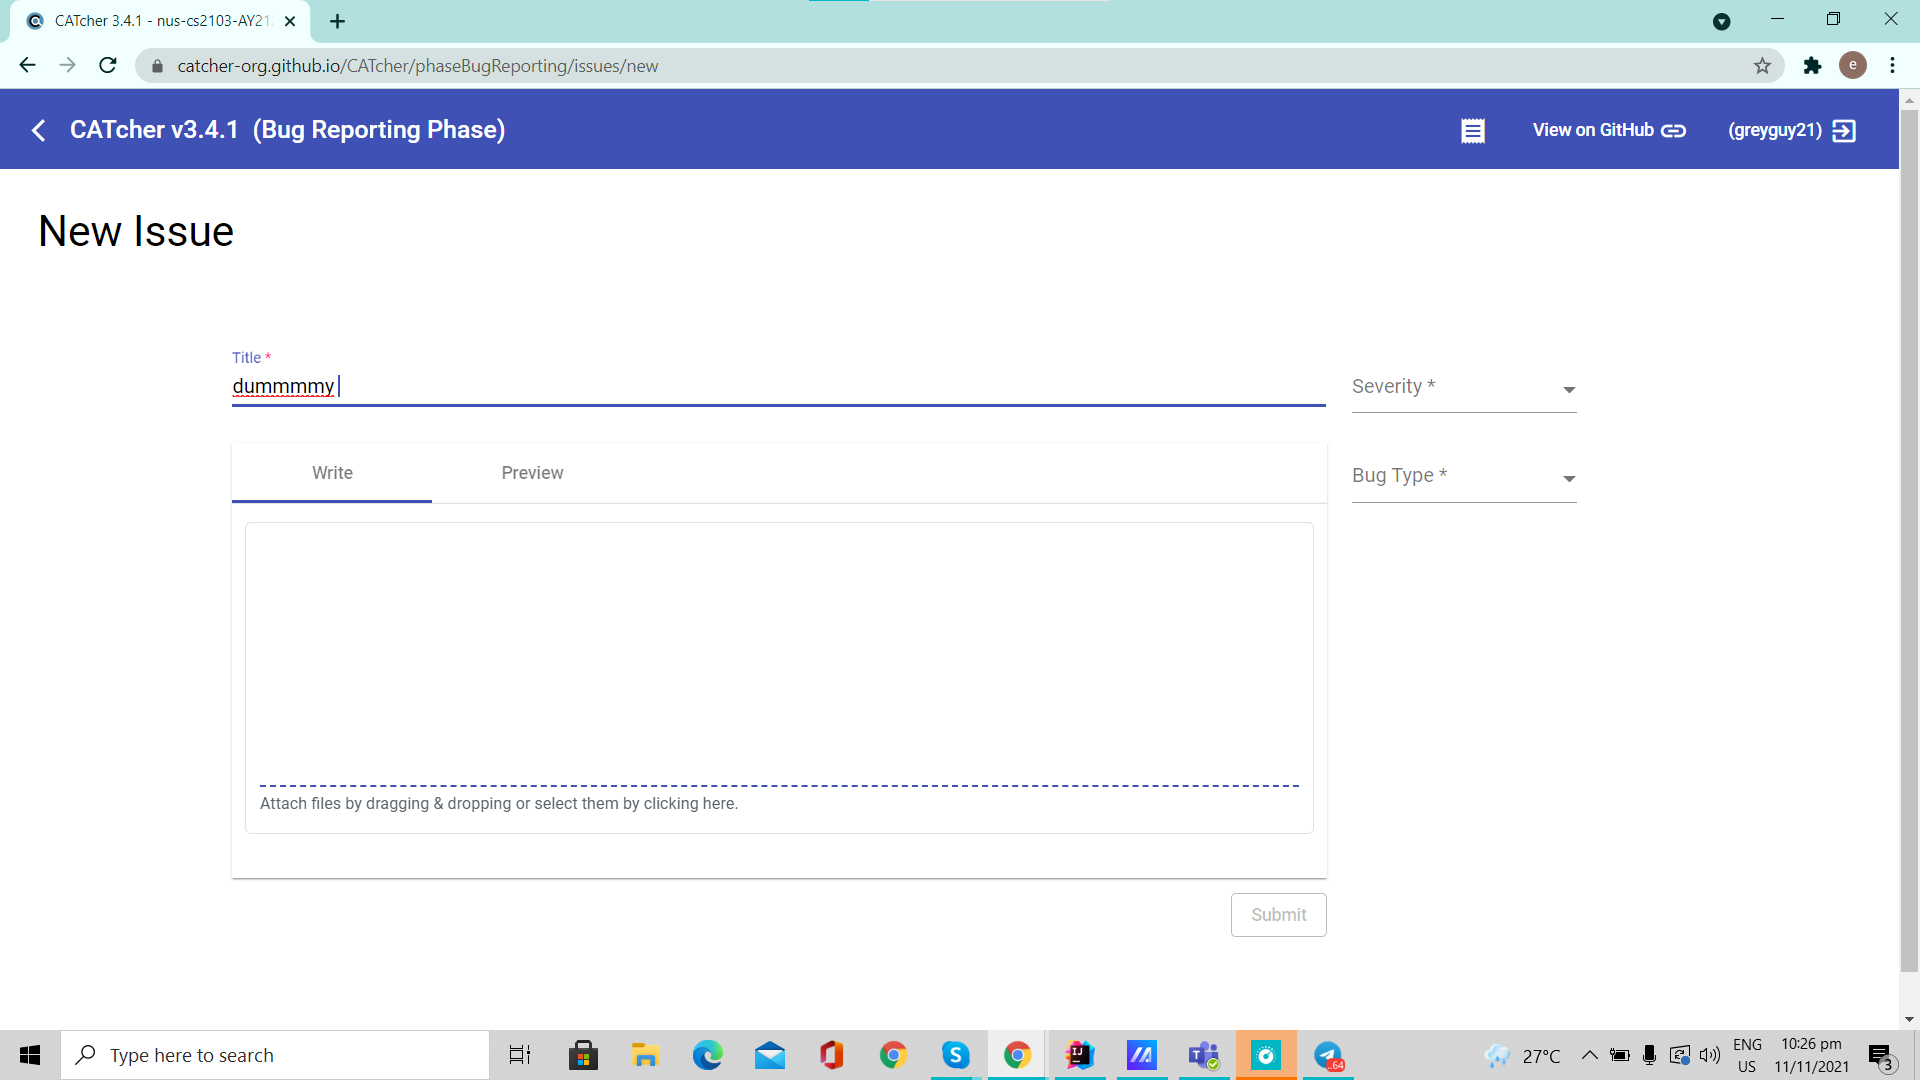 CATcher 3.4.1 - nus-cs2103-AY21
catcher-org.github.io/CATcher/phaseBugReporting/issues/new
e
CATcher v3.4.1 (Bug Reporting Phase)
View on GitHub
(greyguy21)
New Issue
Title *
dummmmy
Severity *
Write
Preview
Bug Type *
Attach files by dragging & dropping or select them by clicking here.
Submit
Type here to search
27°C
ENG
US
10:26 pm
11/11/2021
3